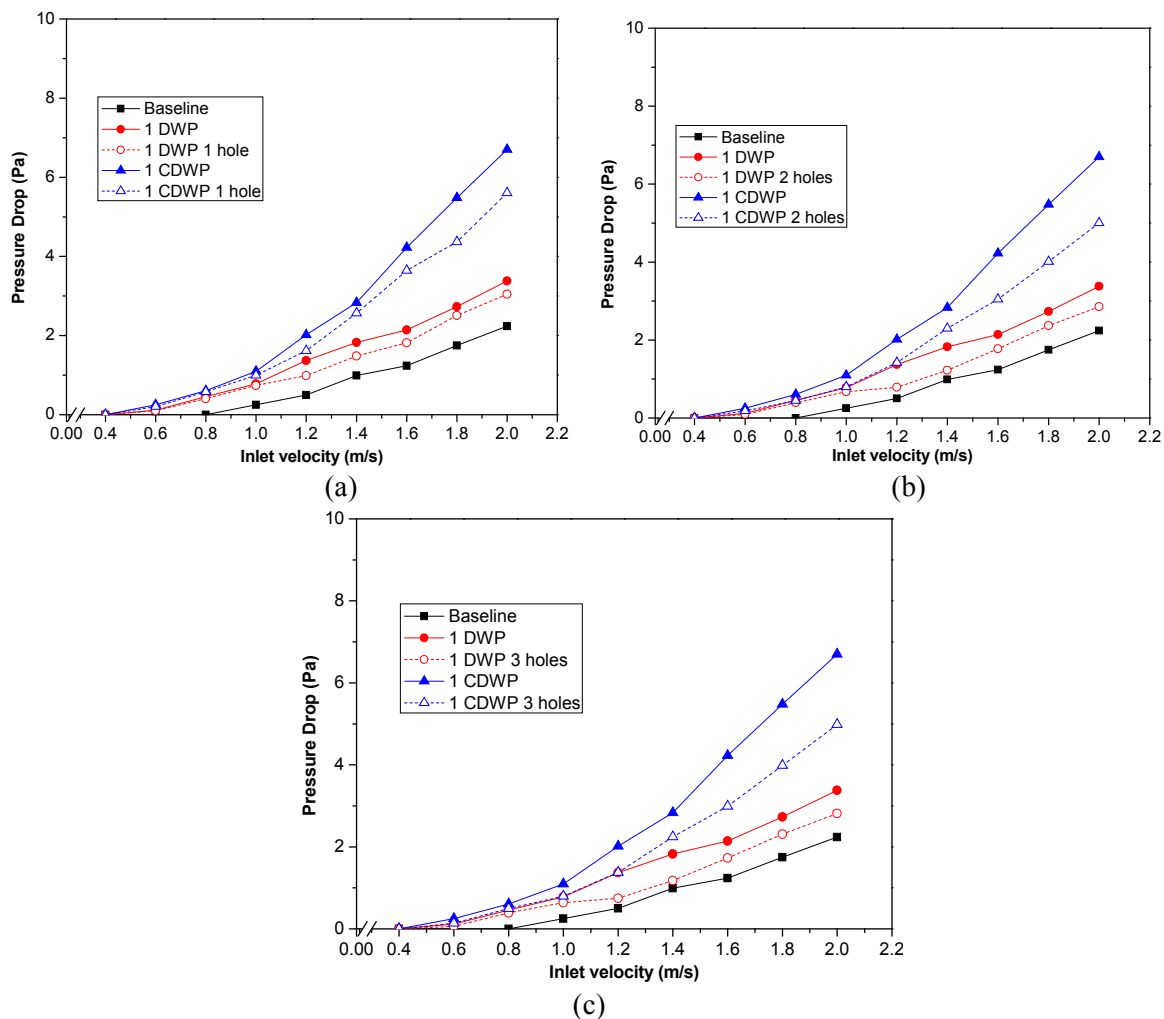 10
8
6
4
2
0
Pressure Drop (Pa)
Baseline
1 DWP
1 DWP 1 hole
1 CDWP
1 CDWP 1 hole
0.00 0.4 0.6 0.8 1.0 1.2 1.4 1.6 1.8 2.0 2.2
Inlet velocity (m/s)
(a)
10
8
6
4
2
0
Pressure Drop (Pa)
Baseline
1 DWP
1 DWP 2 holes
1 CDWP
1 CDWP 2 holes
0.00 0.4 0.6 0.8 1.0 1.2 1.4 1.6 1.8 2.0 2.2
Inlet velocity (m/s)
(b)
10
8
6
4
2
0
Pressure Drop (Pa)
Baseline
1 DWP
1 DWP 3 holes
1 CDWP
1 CDWP 3 holes
0.00 0.4 0.6 0.8 1.0 1.2 1.4 1.6 1.8 2.0 2.2
Inlet velocity (m/s)
(c)